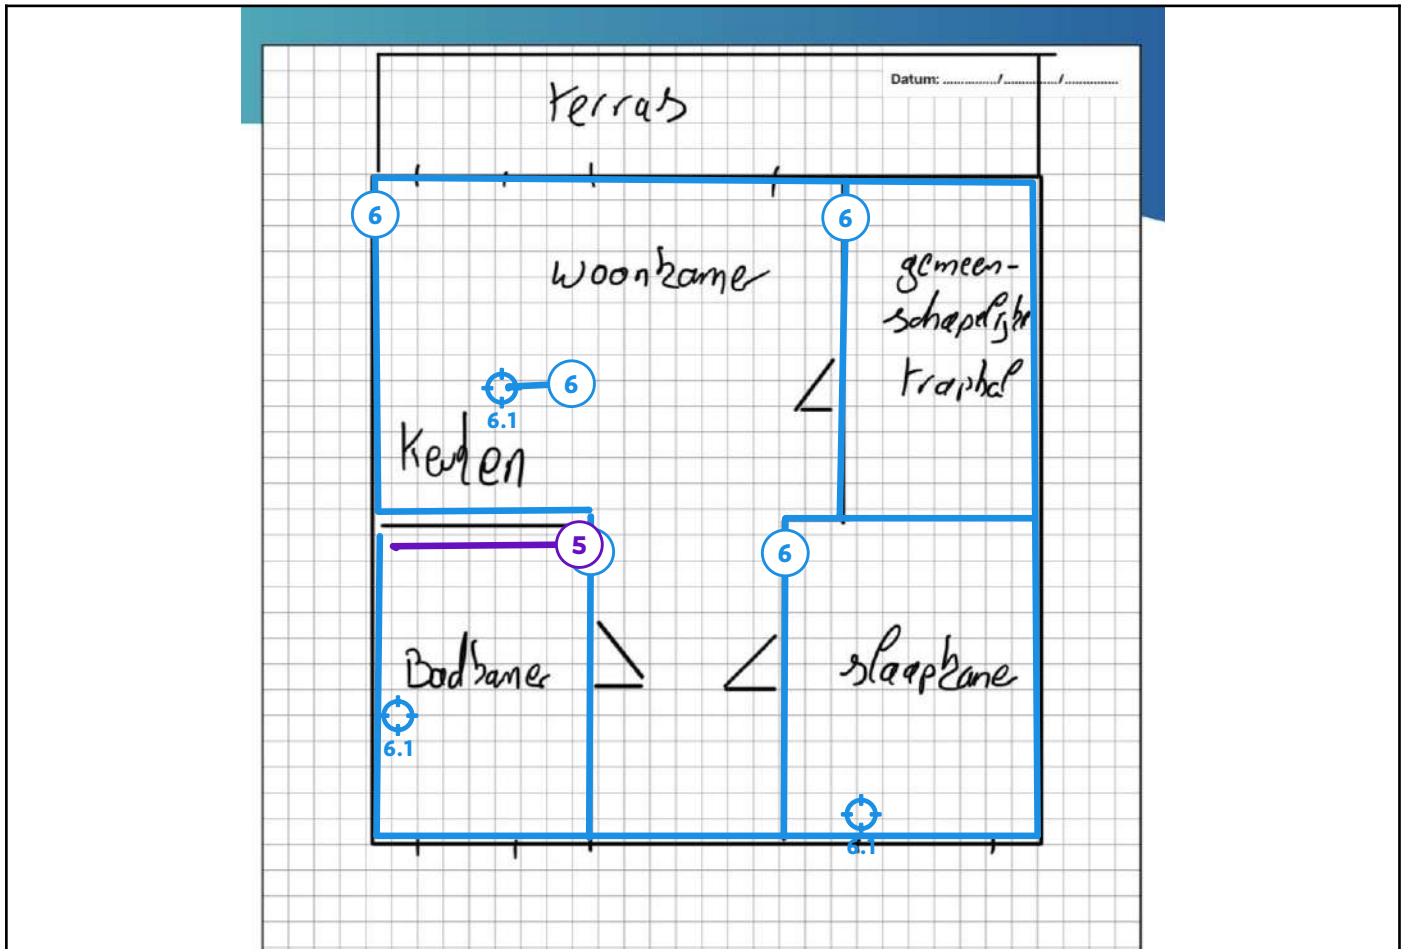 Datum: ............../............../..............
terras
6
6
woonkamer
gemeen-
schapelijke
traphal
6
6.1
Keuken
5
6
Badkamer
slaapkamer
6.1
6.1